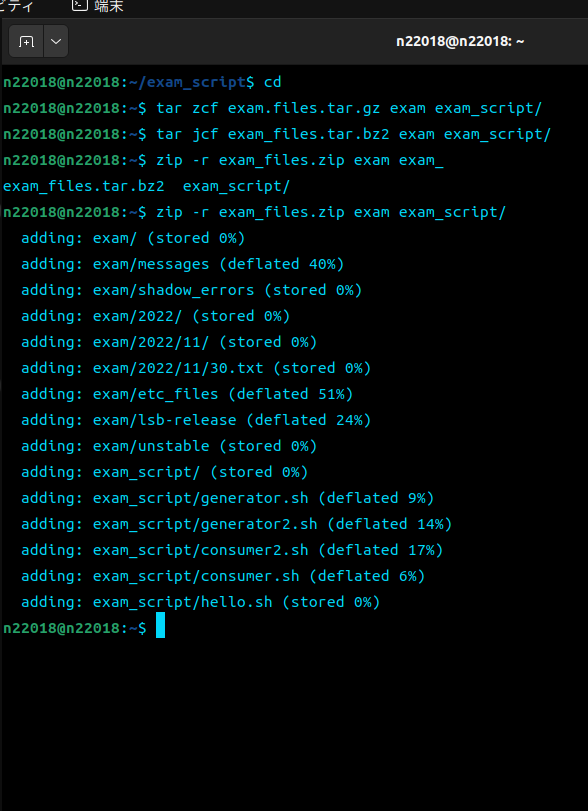 ビティ 端末
n22018@n22018: ~
n22018@n22018:~/exam_script$ cd
n22018@n22018:~$ tar zcf exam.files.tar.gz exam exam_script/
n22018@n22018:~$ tar jcf exam_files.tar.bz2 exam exam_script/
n22018@n22018:~$ zip -r exam_files.zip exam exam_
exam_files.tar.bz2  exam_script/
n22018@n22018:~$ zip -r exam_files.zip exam exam_script/
  adding: exam/ (stored 0%)
  adding: exam/messages (deflated 40%)
  adding: exam/shadow_errors (stored 0%)
  adding: exam/2022/ (stored 0%)
  adding: exam/2022/11/ (stored 0%)
  adding: exam/2022/11/30.txt (stored 0%)
  adding: exam/etc_files (deflated 51%)
  adding: exam/lsb-release (deflated 24%)
  adding: exam/unstable (stored 0%)
  adding: exam_script/ (stored 0%)
  adding: exam_script/generator.sh (deflated 9%)
  adding: exam_script/generator2.sh (deflated 14%)
  adding: exam_script/consumer2.sh (deflated 17%)
  adding: exam_script/consumer.sh (deflated 6%)
  adding: exam_script/hello.sh (stored 0%)
n22018@n22018:~$